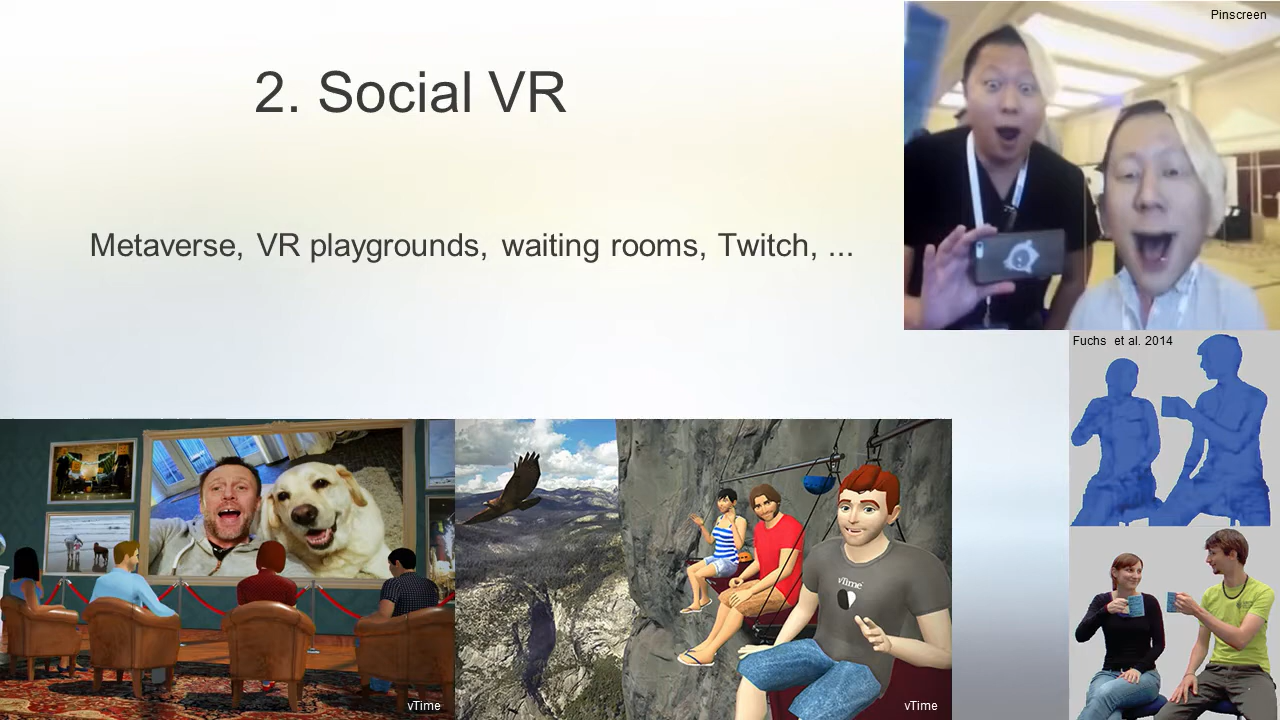 Pinscreen
2. Social VR
Metaverse, VR playgrounds, waiting rooms, Twitch, ...
Fuchs et al. 2014
vTime
vTime
vTime